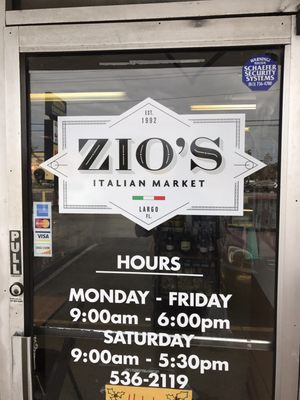 WARNING!
SCHAEFER
SECURITY
SYSTEMS
EST.
1992
ZIO'S
ITALIAN MARKET
LARGO
FL.
VISA
PULL
HOURS
MONDAY - FRIDAY
9:00am - 6:00pm
SATURDAY
9:00am - 5:30pm
536-2119